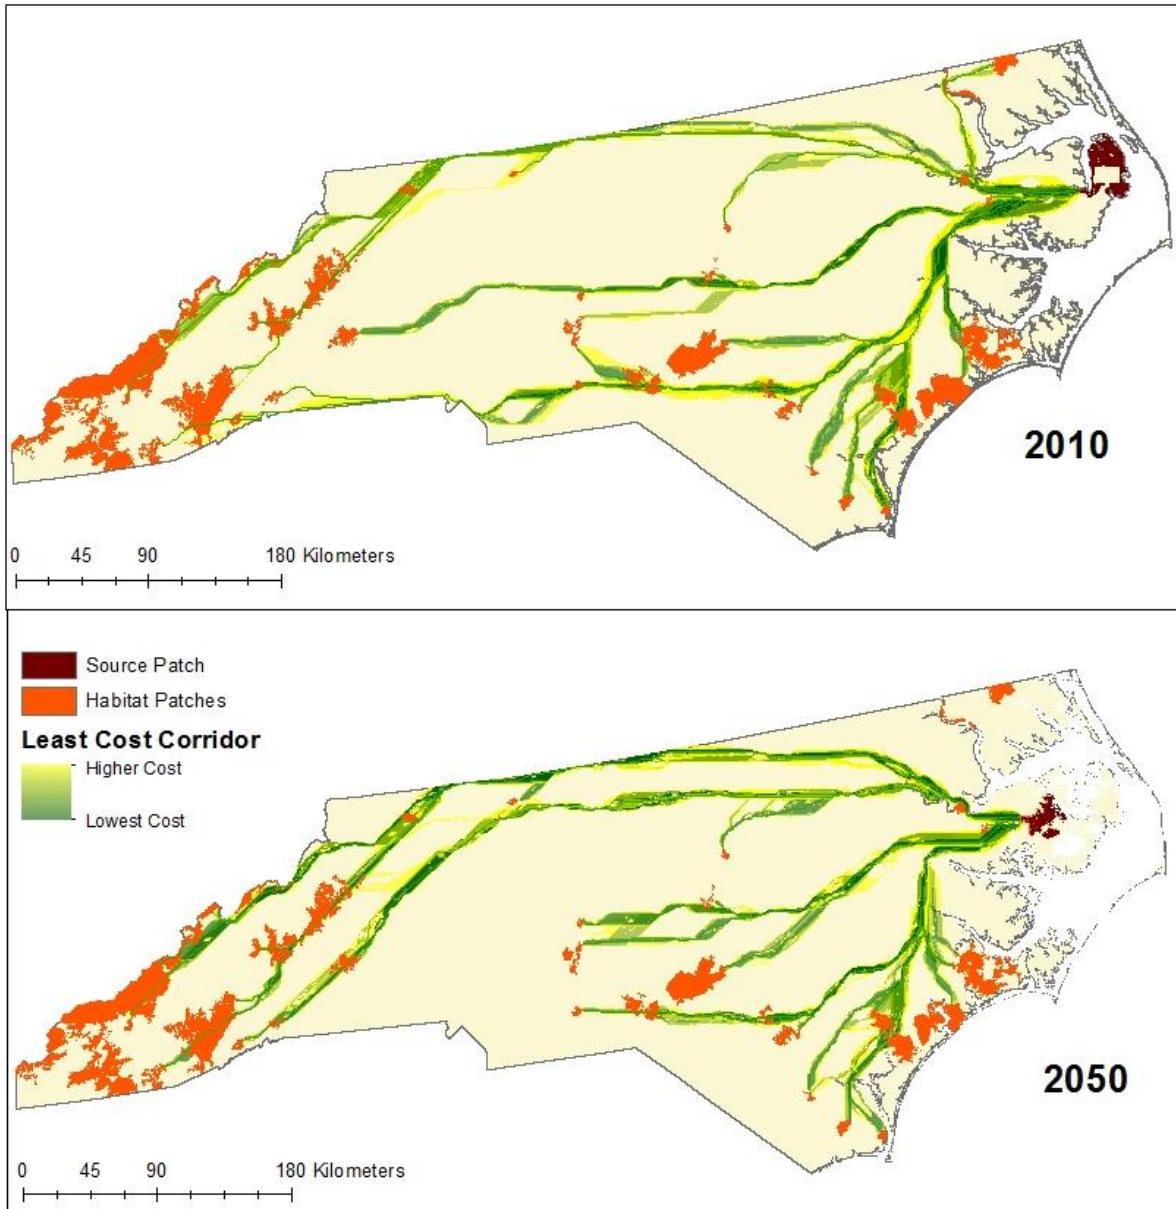 2010
0 45 90 180 Kilometers
Source Patch
Habitat Patches
Least Cost Corridor
Higher Cost
Lowest Cost
2050
0 45 90 180 Kilometers